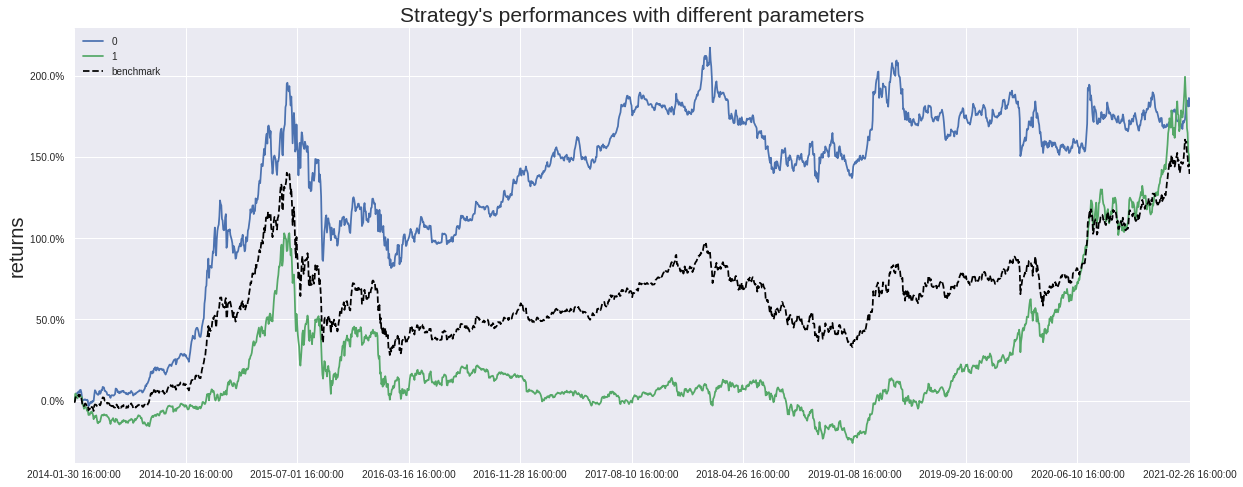 Strategy's performances with different parameters
0
1
benchmark
returns
200.0%
150.0%
100.0%
50.0%
0.0%
2014-01-30 16:00:00 2014-10-20 16:00:00 2015-07-01 16:00:00 2016-03-16 16:00:00 2016-11-28 16:00:00 2017-08-10 16:00:00 2018-04-26 16:00:00 2019-01-08 16:00:00 2019-09-20 16:00:00 2020-06-10 16:00:00 2021-02-26 16:00:00